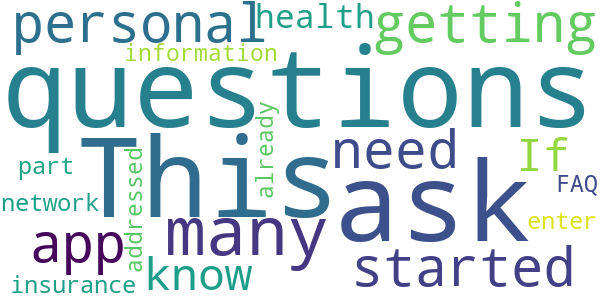 personal
health
getting
information
questions
This
already
need
If
ask
part
FAQ
addressed
network
many
enter
app
know
started
insurance